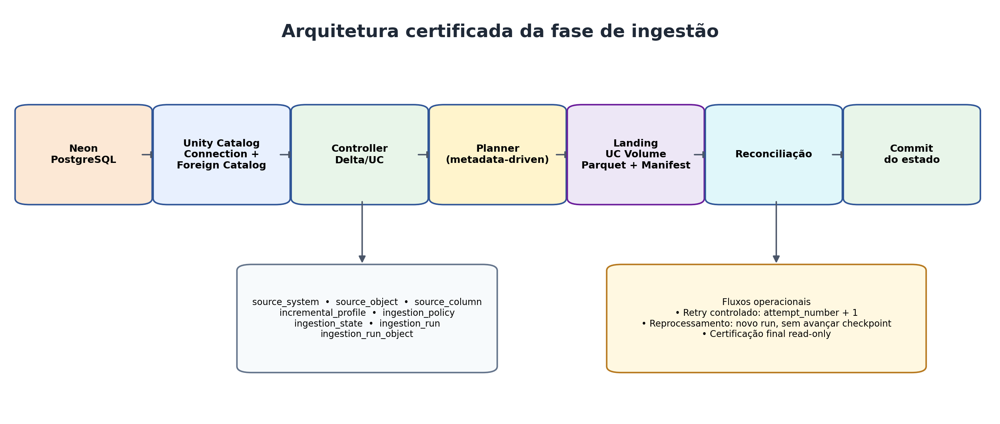 Arquitetura certificada da fase de ingestão
Neon
PostgreSQL
Unity Catalog
Connection +
Foreign Catalog
Controller
Delta/UC
Planner
(metadata-driven)
Landing
UC Volume
Parquet + Manifest
Reconciliação
Commit
do estado
source_system • source_object • source_column
incremental_profile • ingestion_policy
ingestion_state • ingestion_run
ingestion_run_object
Fluxos operacionais
• Retry controlado: attempt_number + 1
• Reprocessamento: novo run, sem avançar checkpoint
• Certificação final read-only